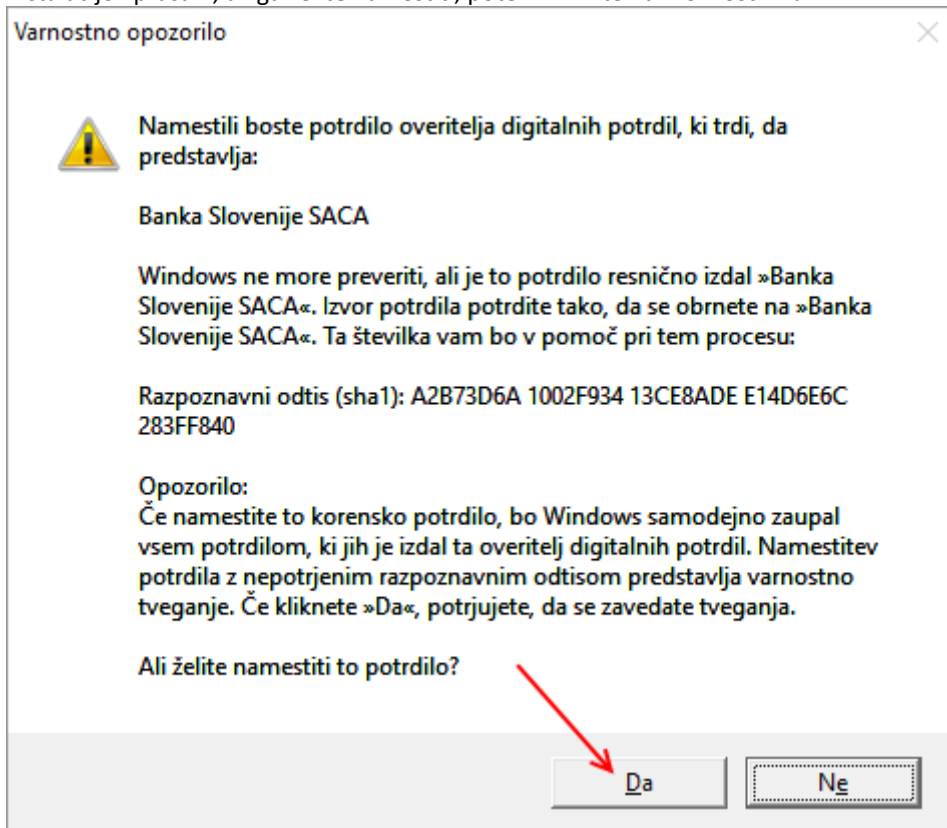 Varnostno opozorilo
Namestili boste potrdilo overitelja digitalnih potrdil, ki trdi, da
predstavlja:
Banka Slovenije SACA
Windows ne more preveriti, ali je to potrdilo resnično izdal »Banka
Slovenije SACA«. Izvor potrdila potrdite tako, da se obrnete na »Banka
Slovenije SACA«. Ta številka vam bo v pomoč pri tem procesu:
Razpoznavni odtis (sha1): A2B73D6A 1002F934 13CE8ADE E14D6E6C
283FF840
Opozorilo:
Če namestite to korensko potrdilo, bo Windows samodejno zaupal
vsem potrdilom, ki jih je izdal ta overitelj digitalnih potrdil. Namestitev
potrdila z nepotrjenim razpoznavnim odtisom predstavlja varnostno
tveganje. Če kliknete »Da«, potrjujete, da se zavedate tveganja.
Ali želite namestiti to potrdilo?
Da
Ne